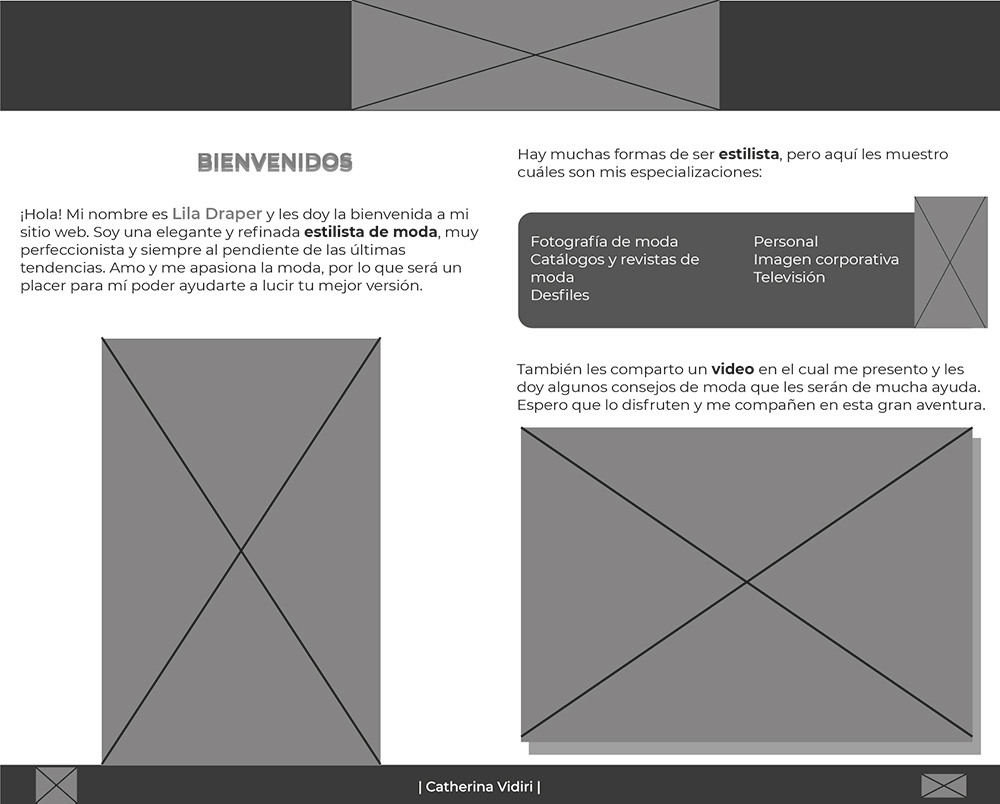 BIENVENIDOS
¡Hola! Mi nombre es Lila Draper y les doy la bienvenida a mi
sitio web. Soy una elegante y refinada estilista de moda, muy
perfeccionista y siempre al pendiente de las últimas
tendencias. Amo y me apasiona la moda, por lo que será un
placer para mí poder ayudarte a lucir tu mejor versión.
Hay muchas formas de ser estilista, pero aquí les muestro
cuáles son mis especializaciones:
Fotografía de moda
Catálogos y revistas de
moda
Desfiles
Personal
Imagen corporativa
Televisión
También les comparto un video en el cual me presento y les
doy algunos consejos de moda que les serán de mucha ayuda.
Espero que lo disfruten y me compañen en esta gran aventura.
| Catherina Vidiri |